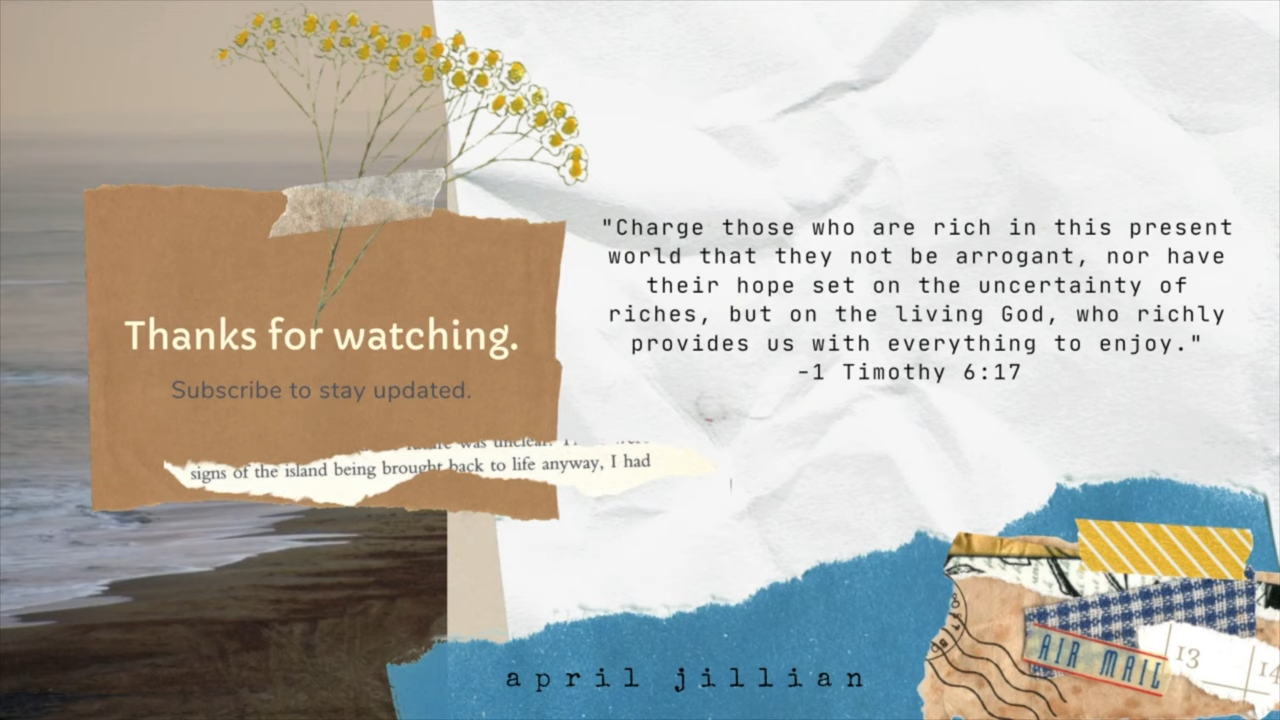 Thanks for watching.
Subscribe to stay updated.
was unclear.
signs of the island being brought back to life anyway, I had
"Charge those who are rich in this present
world that they not be arrogant, nor have
their hope set on the uncertainty of
riches, but on the living God, who richly
provides us with everything to enjoy."
-1 Timothy 6:17
april jillian
AIR MAIL
13